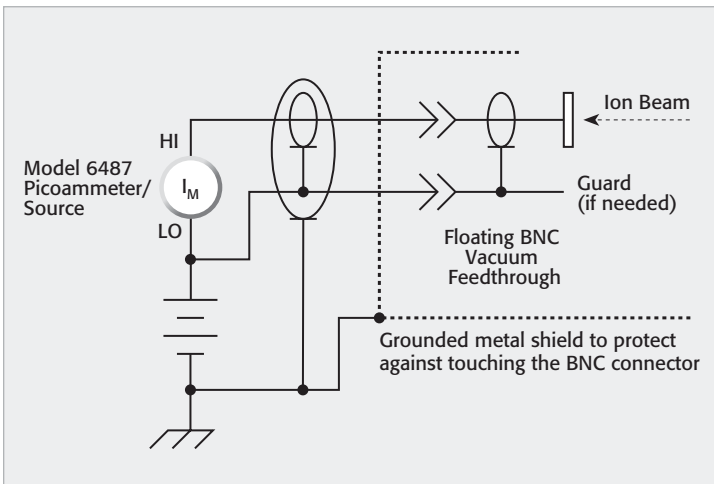 HI
Model 6487
Picoammeter/
Source
IM
LO
Ion Beam
Guard
(if needed)
Floating BNC
Vacuum
Feedthrough
Grounded metal shield to protect
against touching the BNC connector